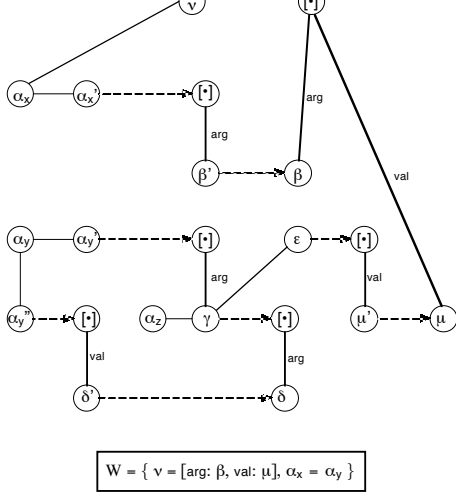 ν [•]
αx αx' [•]
arg arg
β' β
val
αy αy' [•] ε [•]
arg val
αy'' [•] αz γ [•] μ' μ
val arg
δ' δ
W = { ν = [arg: β, val: μ], αx = αy }